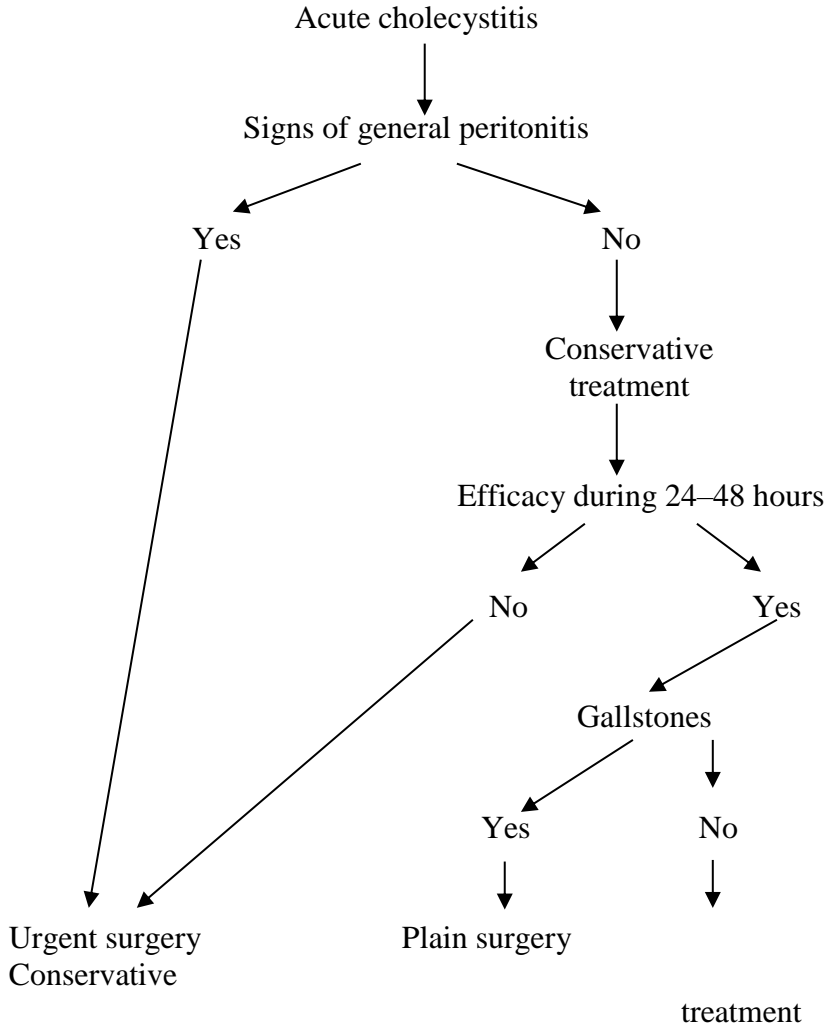 Acute cholecystitis
Signs of general peritonitis
Yes No
Conservative
treatment
Efficacy during 24–48 hours
No Yes
Gallstones
Yes No
Urgent surgery Plain surgery
Conservative
treatment